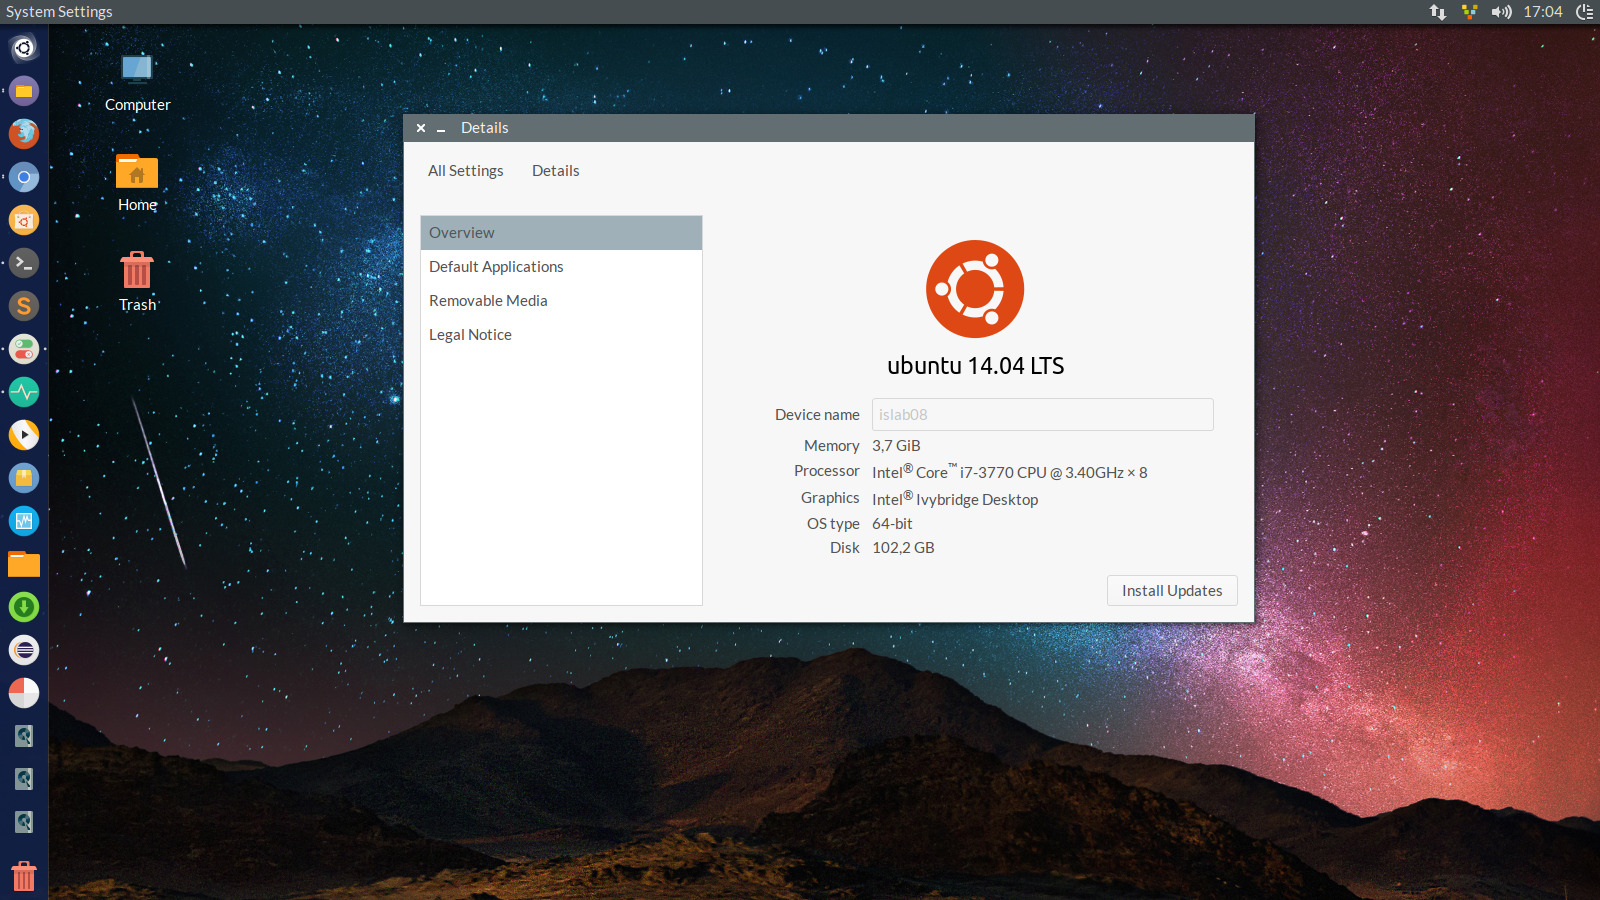 System Settings
17:04
Computer
Home
Trash
Details
All Settings
Details
Overview
Default Applications
Removable Media
Legal Notice
ubuntu 14.04 LTS
Device name islab08
Memory 3,7 GiB
Processor Intel® Core™ i7-3770 CPU @ 3.40GHz × 8
Graphics Intel® Ivybridge Desktop
OS type 64-bit
Disk 102,2 GB
Install Updates